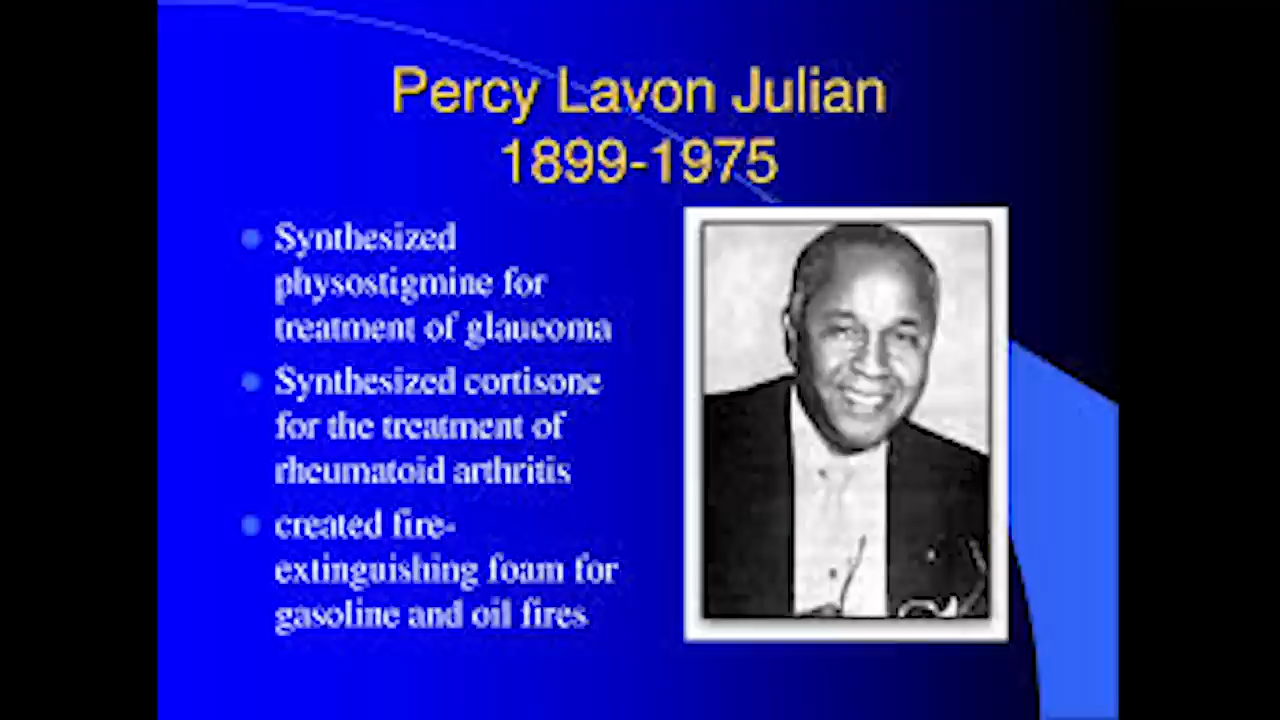 Percy Lavon Julian
1899-1975
Synthesized
physostigmine for
treatment of glaucoma
Synthesized cortisone
for the treatment of
rheumatoid arthritis
created fire-
extinguishing foam for
gasoline and oil fires